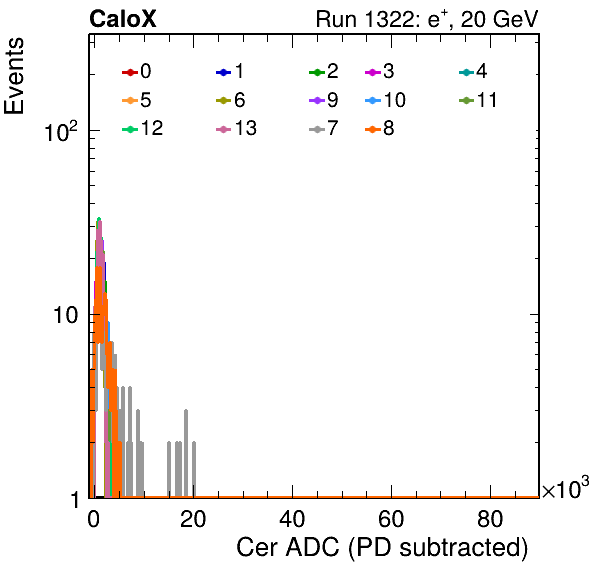 CaloX Run 1322: e⁺, 20 GeV
Events
0 1 2 3 4
5 6 9 10 11
12 13 7 8
10²
10
1
0 20 40 60 80 ×10³
Cer ADC (PD subtracted)